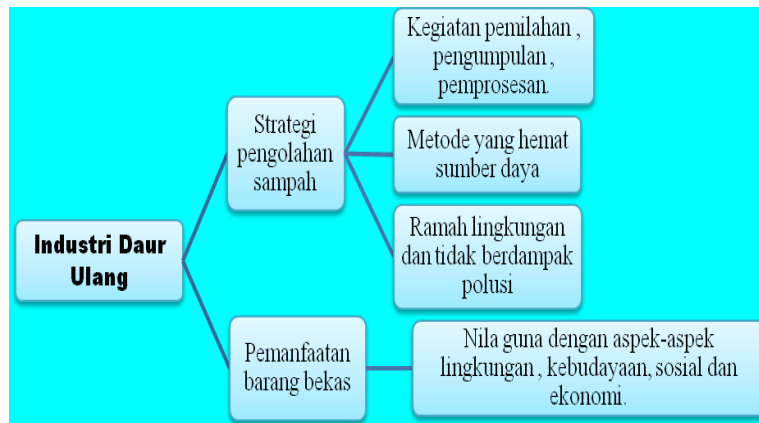 Industri Daur
Ulang
Strategi
pengolahan
sampah
Kegiatan pemilahan ,
pengumpulan ,
pemprosesan.
Metode yang hemat
sumber daya
Ramah lingkungan
dan tidak berdampak
polusi
Pemanfaatan
barang bekas
Nila guna dengan aspek-aspek
lingkungan , kebudayaan, sosial dan
ekonomi.